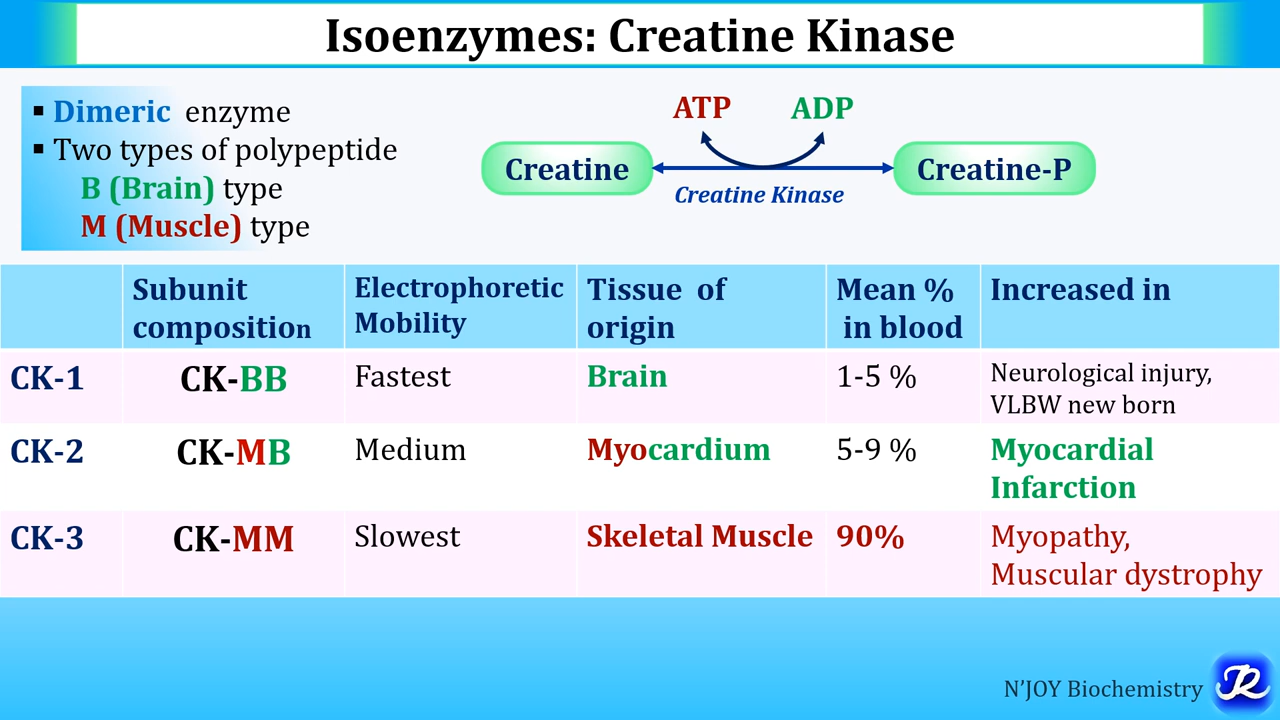 Isoenzymes: Creatine Kinase
▪ Dimeric enzyme
▪ Two types of polypeptide
B (Brain) type
M (Muscle) type
ATP ADP
Creatine Creatine-P
Creatine Kinase
Subunit composition Electrophoretic Mobility Tissue of origin Mean % in blood Increased in
CK-1 CK-BB Fastest Brain 1-5 % Neurological injury,
VLBW new born
CK-2 CK-MB Medium Myocardium 5-9 % Myocardial
Infarction
CK-3 CK-MM Slowest Skeletal Muscle 90% Myopathy,
Muscular dystrophy
N'JOY Biochemistry
JR